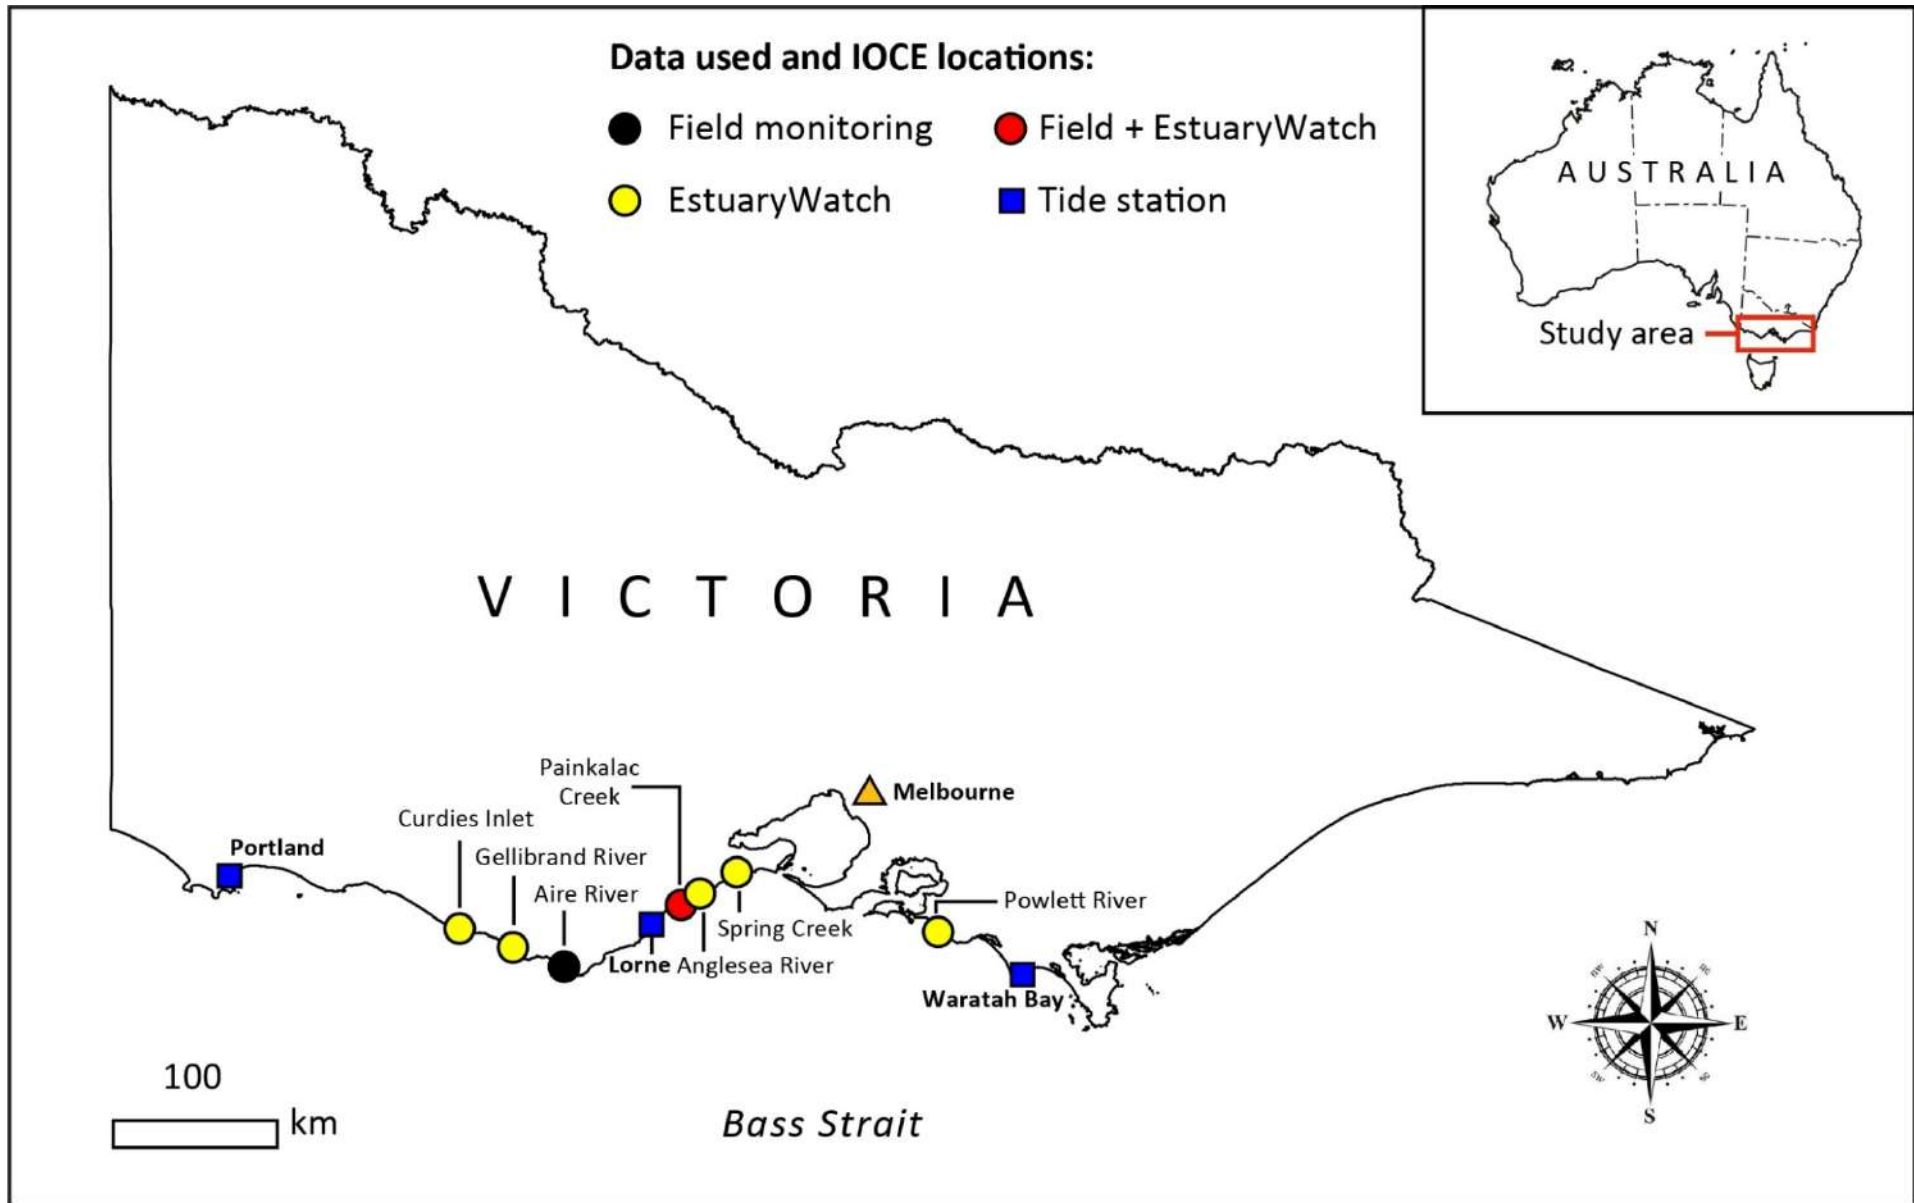 Data used and IOCE locations:
Field monitoring
Field + EstuaryWatch
EstuaryWatch
Tide station
AUSTRALIA
Study area
VICTORIA
Painkalac
Creek
Melbourne
Curdies Inlet
Portland
Gellibrand River
Aire River
Powlett River
Spring Creek
Lorne
Anglesea River
Waratah Bay
N
W
E
S
NW
SW
100
km
Bass Strait